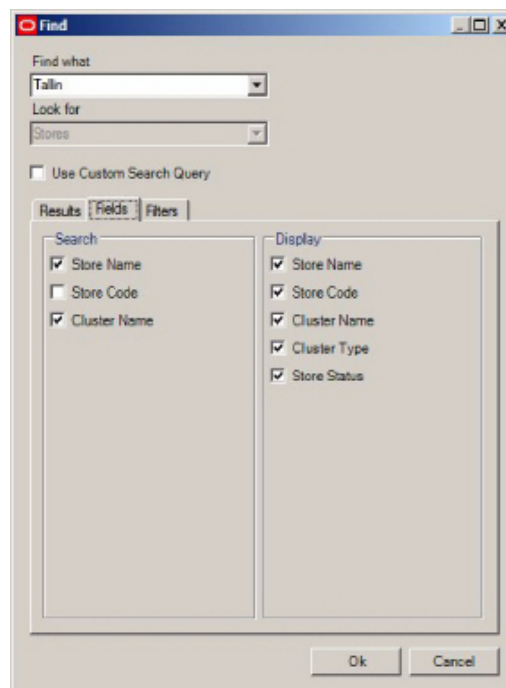 Find
Find what
Tallin
Look for
Stores
Use Custom Search Query
Results Fields Filters
Search
Store Name
Store Code
Cluster Name
Display
Store Name
Store Code
Cluster Name
Cluster Type
Store Status
Ok Cancel